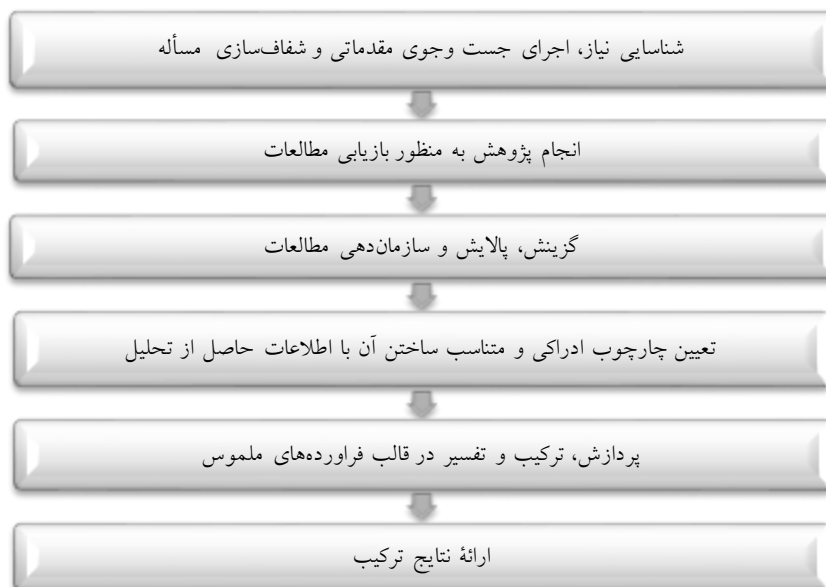 شناسایی نیاز، اجرای جست وجوی مقدماتی و شفاف‌سازی مسأله
انجام پژوهش به منظور بازیابی مطالعات
گزینش، پالایش و سازمان‌دهی مطالعات
تعیین چارچوب ادراکی و متناسب ساختن آن با اطلاعات حاصل از تحلیل
پردازش، ترکیب و تفسیر در قالب فراورده‌های ملموس
ارائۀ نتایج ترکیب